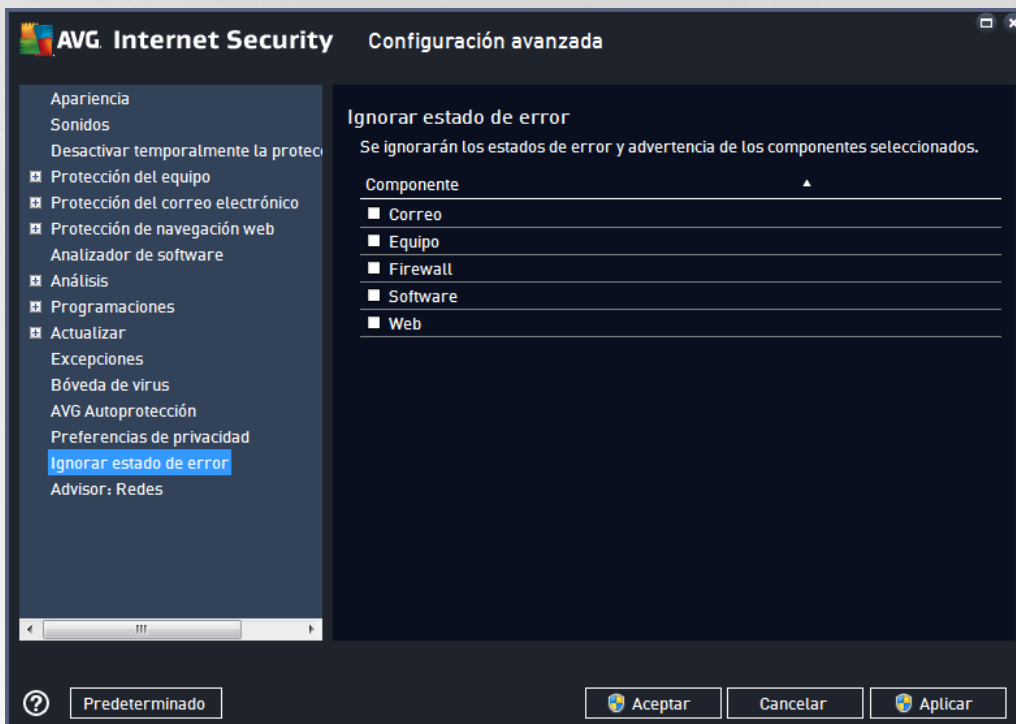 AVG Internet Security Configuración avanzada
Apariencia
Sonidos
Desactivar temporalmente la protec
Protección del equipo
Protección del correo electrónico
Protección de navegación web
Analizador de software
Análisis
Programaciones
Actualizar
Excepciones
Bóveda de virus
AVG Autoprotección
Preferencias de privacidad
Ignorar estado de error
Advisor: Redes
Ignorar estado de error
Se ignorarán los estados de error y advertencia de los componentes seleccionados.
Componente
Correo
Equipo
Firewall
Software
Web
Predeterminado
Aceptar
Cancelar
Aplicar